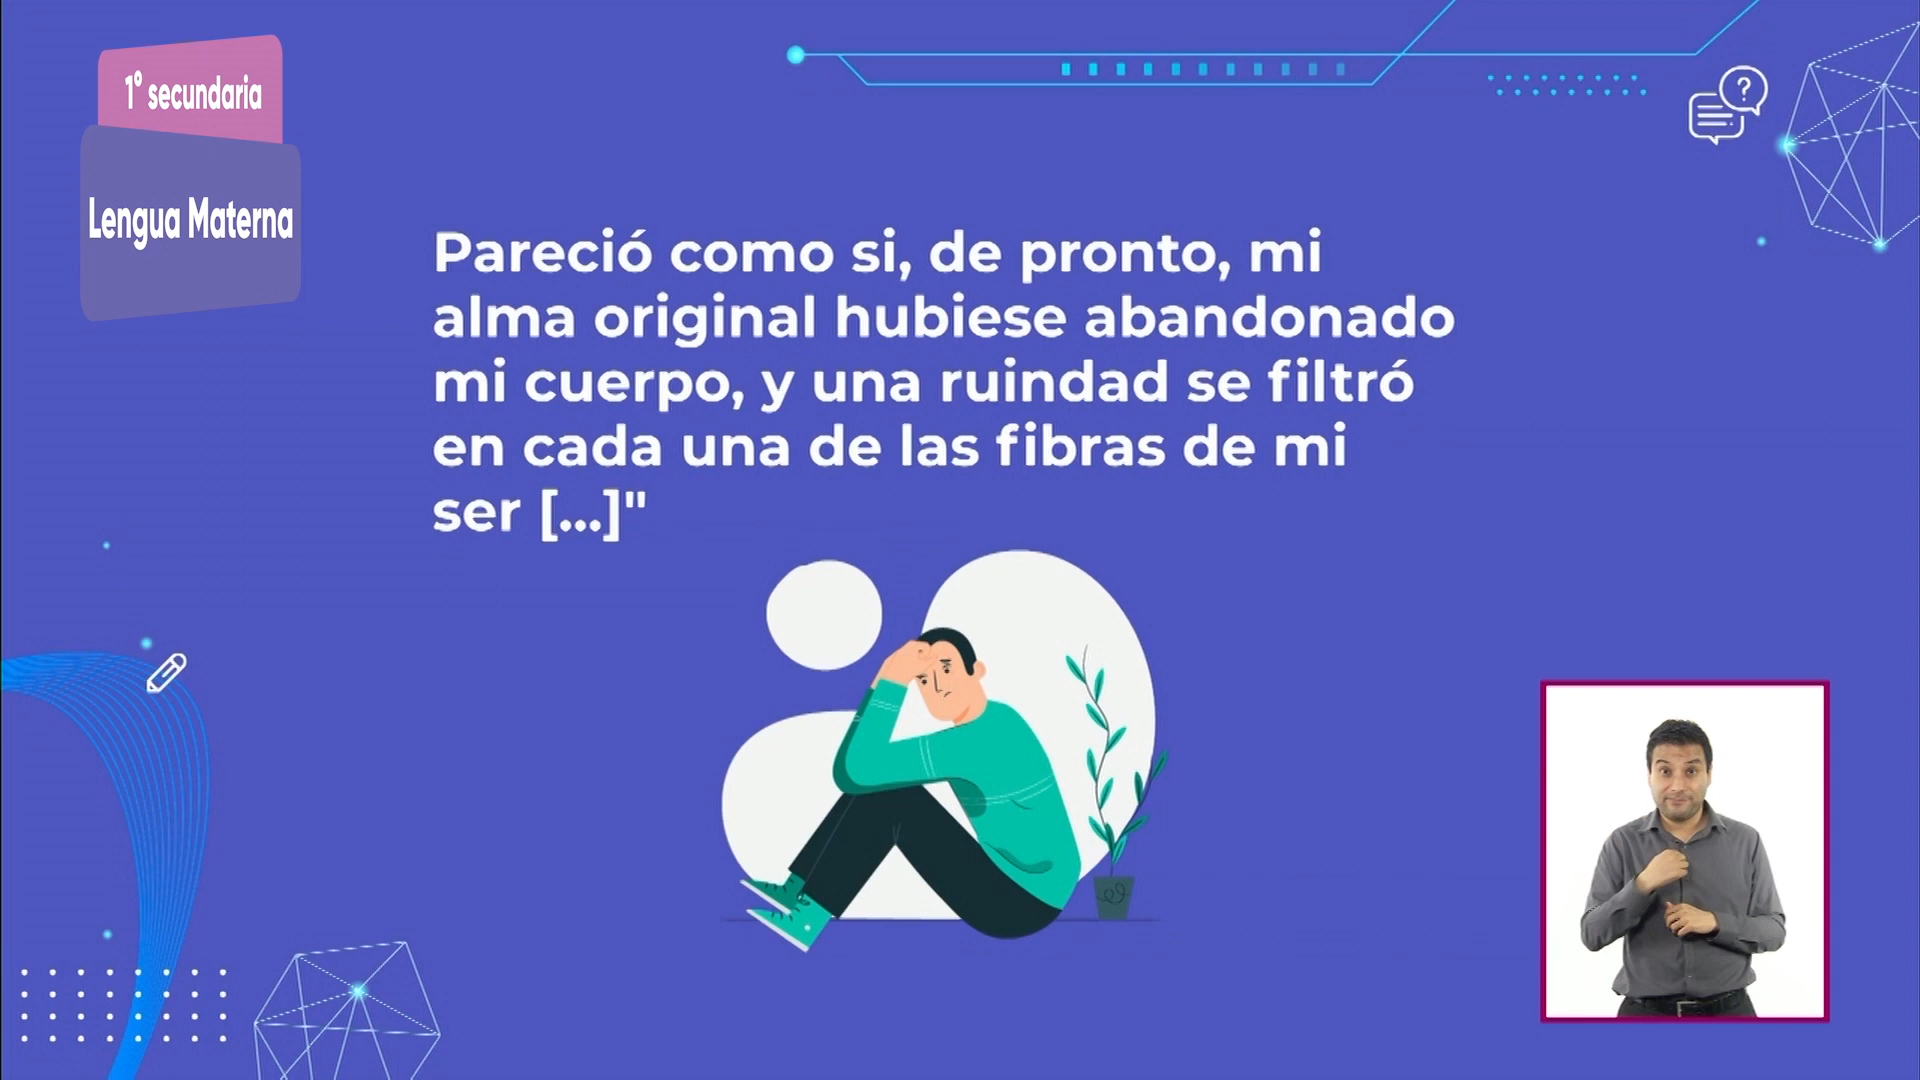 1° secundaria
Lengua Materna
Pareció como si, de pronto, mi
alma original hubiese abandonado
mi cuerpo, y una ruindad se filtró
en cada una de las fibras de mi
ser [...]"